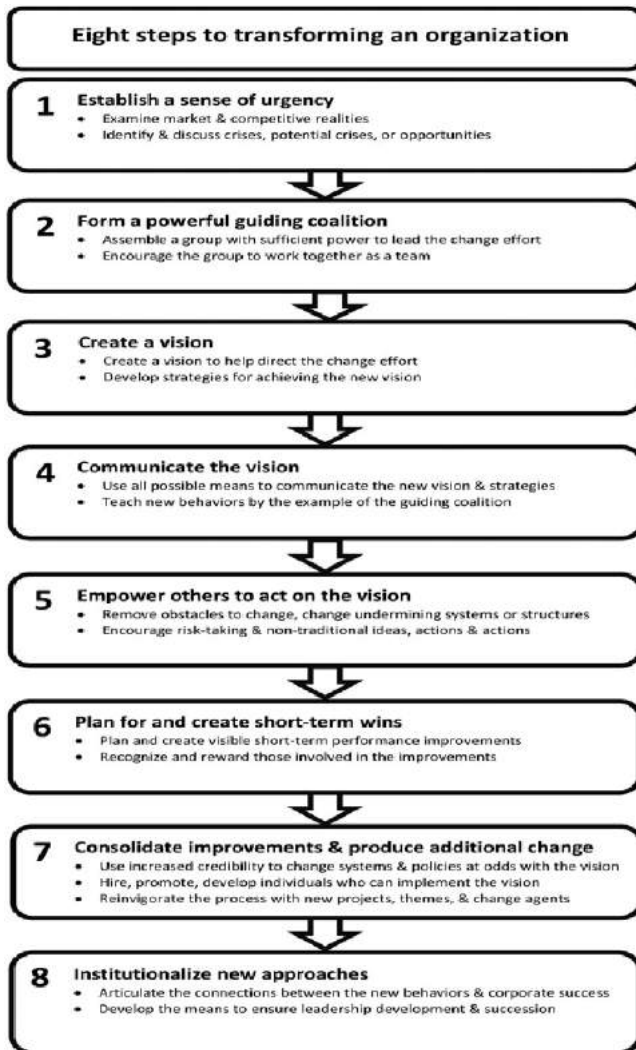 Eight steps to transforming an organization
1 Establish a sense of urgency
• Examine market & competitive realities
• Identify & discuss crises, potential crises, or opportunities
2 Form a powerful guiding coalition
• Assemble a group with sufficient power to lead the change effort
• Encourage the group to work together as a team
3 Create a vision
• Create a vision to help direct the change effort
• Develop strategies for achieving the new vision
4 Communicate the vision
• Use all possible means to communicate the new vision & strategies
• Teach new behaviors by the example of the guiding coalition
5 Empower others to act on the vision
• Remove obstacles to change, change undermining systems or structures
• Encourage risk-taking & non-traditional ideas, actions & actions
6 Plan for and create short-term wins
• Plan and create visible short-term performance improvements
• Recognize and reward those involved in the improvements
7 Consolidate improvements & produce additional change
• Use increased credibility to change systems & policies at odds with the vision
• Hire, promote, develop individuals who can implement the vision
• Reinvigorate the process with new projects, themes, & change agents
8 Institutionalize new approaches
• Articulate the connections between the new behaviors & corporate success
• Develop the means to ensure leadership development & succession